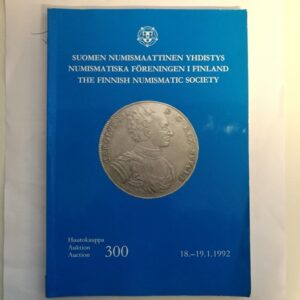 SUOMEN NUMISMAATTINEN YHDISTYS
NUMISMATISKA FÖRENINGEN I FINLAND
THE FINNISH NUMISMATIC SOCIETY
Huutokauppa
Auktion
Auction 300
18.–19.1.1992